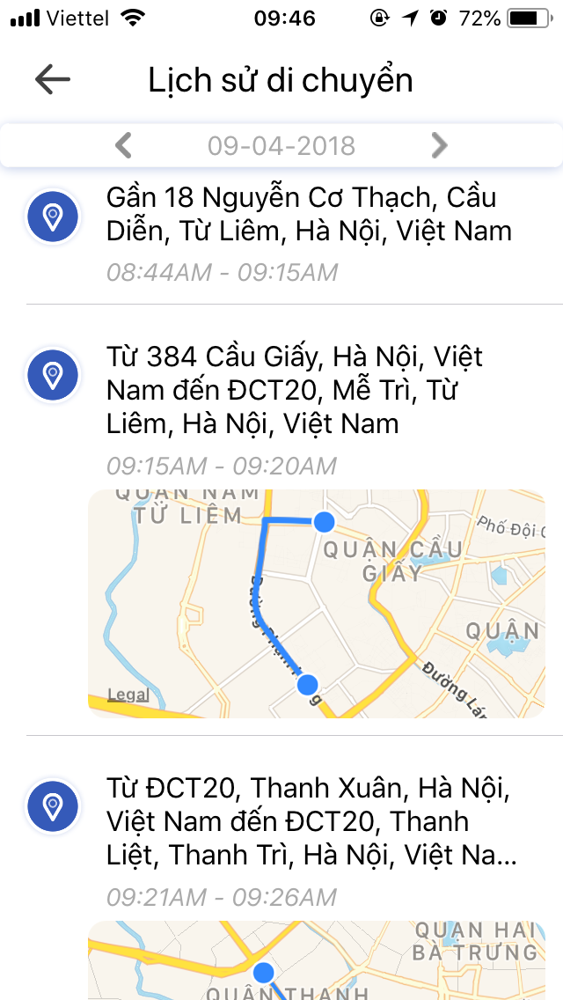 Viettel 09:46 72%
Lịch sử di chuyển
09-04-2018
Gần 18 Nguyễn Cơ Thạch, Cầu
Diễn, Từ Liêm, Hà Nội, Việt Nam
08:44AM - 09:15AM
Từ 384 Cầu Giấy, Hà Nội, Việt
Nam đến ĐCT20, Mễ Trì, Từ
Liêm, Hà Nội, Việt Nam
09:15AM - 09:20AM
QUẬN NAM
TỪ LIÊM
Phố Đội C
QUẬN CẦU
GIẤY
QUẬN
Đường Lán
Legal
Từ ĐCT20, Thanh Xuân, Hà Nội,
Việt Nam đến ĐCT20, Thanh
Liệt, Thanh Trì, Hà Nội, Việt Na...
09:21AM - 09:26AM
QUẬN HAI
BÀ TRƯNG
QUẬN THANH